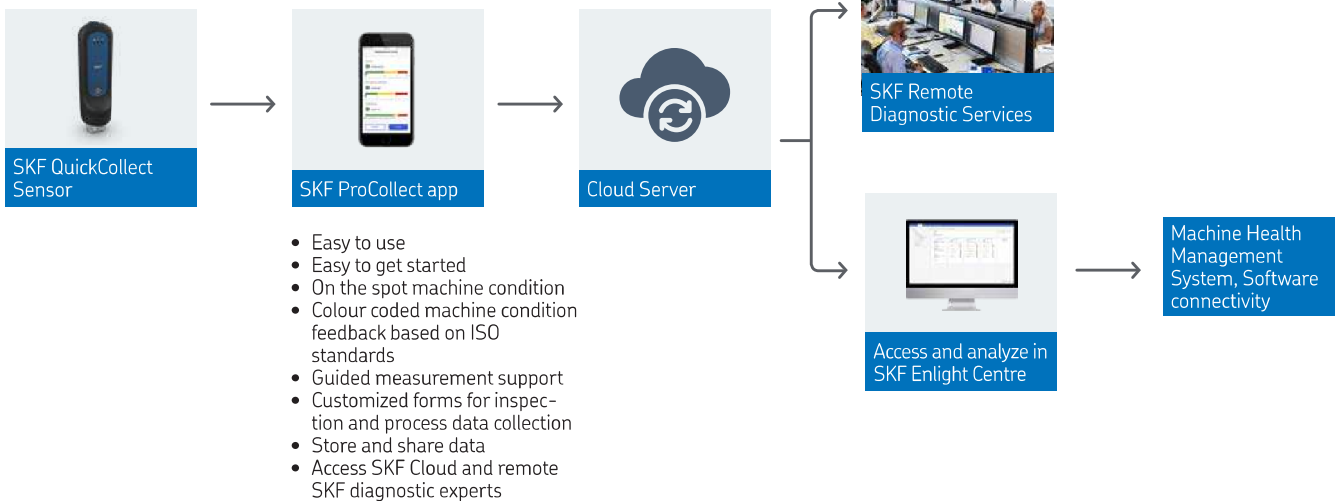 SKF QuickCollect
Sensor
SKF ProCollect app
Cloud Server
SKF Remote
Diagnostic Services
• Easy to use
• Easy to get started
• On the spot machine condition
• Colour coded machine condition
feedback based on ISO
standards
• Guided measurement support
• Customized forms for inspec-
tion and process data collection
• Store and share data
• Access SKF Cloud and remote
SKF diagnostic experts
Access and analyze in
SKF Enlight Centre
Machine Health
Management
System, Software
connectivity